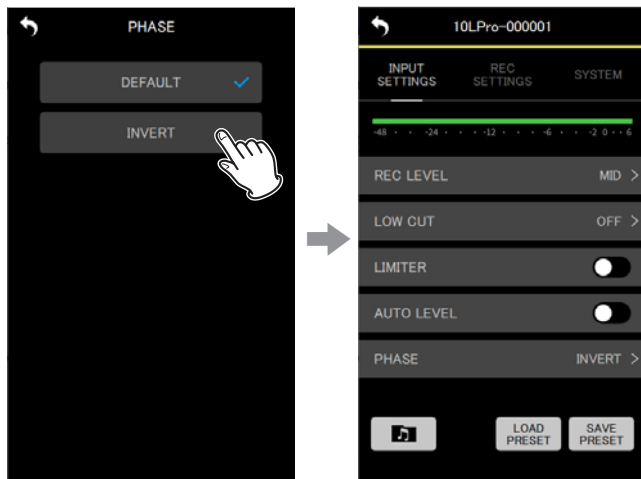 PHASE
DEFAULT
INVERT
10LPro-000001
INPUT
SETTINGS
REC
SETTINGS
SYSTEM
-48 · · -24 · · · · -12 · · · · -6 · · -2 0 · · 6
REC LEVEL MID >
LOW CUT OFF >
LIMITER
AUTO LEVEL
PHASE INVERT >
LOAD
PRESET
SAVE
PRESET